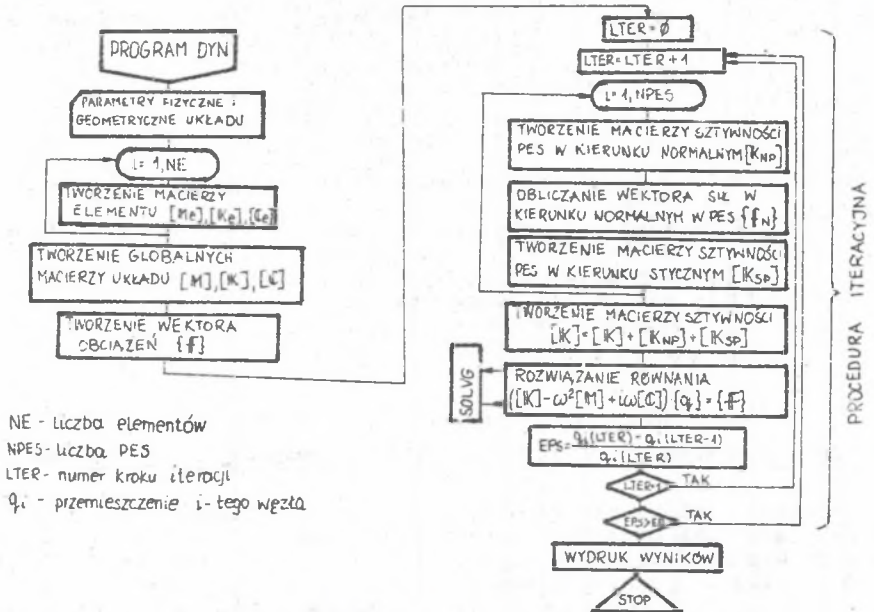 PROGRAM DYN
PARAMETRY FIZYCZNE I
GEOMETRYCZNE UKŁADU
i=1,NE
TWORZENIE MACIERZY
ELEMENTU [Me],[Ke],[Ce]
TWORZENIE GLOBALNYCH
MACIERZY UKŁADU [M],[K],[C]
TWORZENIE WEKTORA
OBCIĄŻEŃ {f}
NE - liczba elementów
NPES - liczba PES
LTER - numer kroku iteracji
qi - przemieszczenie i-tego węzła
LTER=Ø
LTER=LTER+1
i=1,NPES
TWORZENIE MACIERZY SZTYWNOŚCI
PES W KIERUNKU NORMALNYM [KNP]
OBLICZANIE WEKTORA SIŁ W
KIERUNKU NORMALNYM W PES {fN}
TWORZENIE MACIERZY SZTYWNOŚCI
PES W KIERUNKU STYCZNYM [KSP]
TWORZENIE MACIERZY SZTYWNOŚCI
[K]=[K]+[KNP]+[KSP]
SOLVG
ROZWIĄZANIE RÓWNANIA
([K]-ω²[M]+iω[C]){q}={F}
EPS= qi(LTER)-qi(LTER-1)
qi(LTER)
LTER=1
TAK
TAK
WYDRUK WYNIKÓW
STOP
PROCEDURA ITERACYJNA